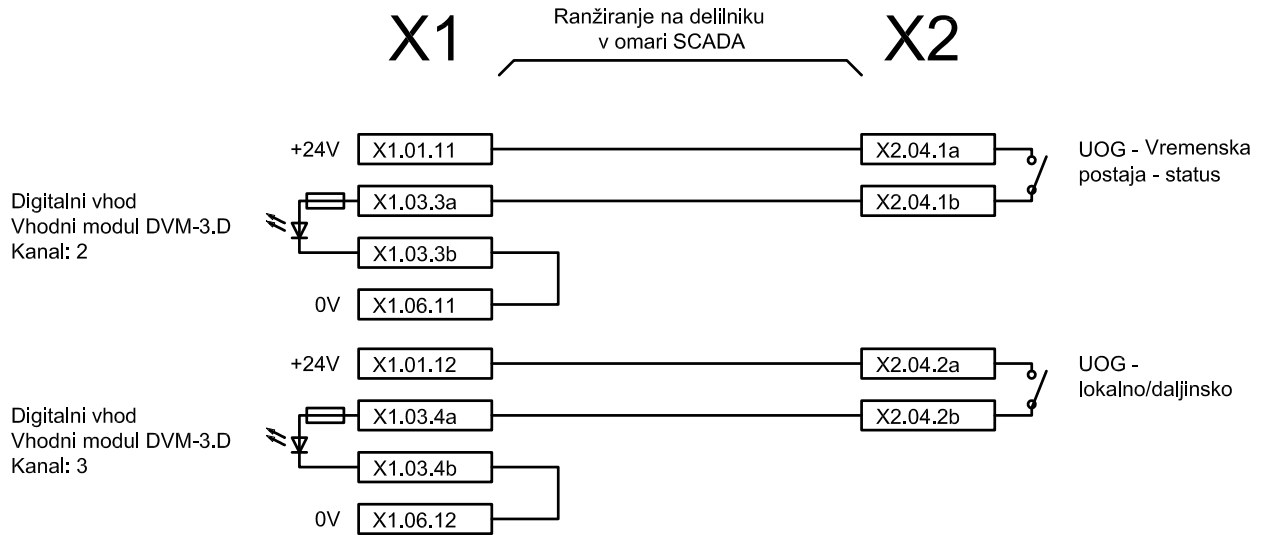 X1
Ranžiranje na delilniku
v omari SCADA
X2
+24V
X1.01.11
X2.04.1a
UOG - Vremenska
postaja - status
Digitalni vhod
Vhodni modul DVM-3.D
Kanal: 2
X1.03.3a
X2.04.1b
X1.03.3b
0V
X1.06.11
+24V
X1.01.12
X2.04.2a
UOG -
lokalno/daljinsko
Digitalni vhod
Vhodni modul DVM-3.D
Kanal: 3
X1.03.4a
X2.04.2b
X1.03.4b
0V
X1.06.12